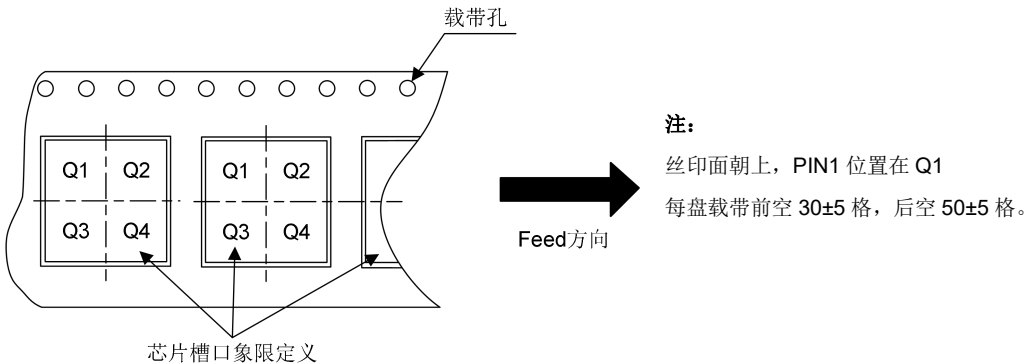 载带孔
Q1 Q2 Q1 Q2
Q3 Q4 Q3 Q4
芯片槽口象限定义
Feed方向
注：
丝印面朝上，PIN1 位置在 Q1
每盘载带前空 30±5 格，后空 50±5 格。